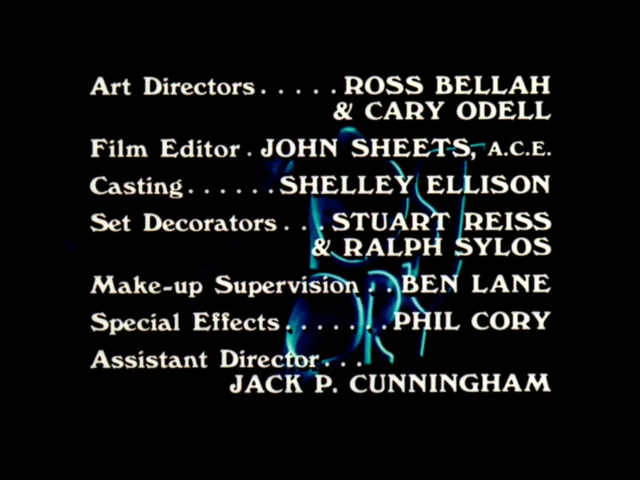 Art Directors.....ROSS BELLAH
& CARY ODELL
Film Editor.JOHN SHEETS, A.C.E.
Casting......SHELLEY ELLISON
Set Decorators...STUART REISS
& RALPH SYLOS
Make-up Supervision..BEN LANE
Special Effects.......PHIL CORY
Assistant Director...
JACK P. CUNNINGHAM